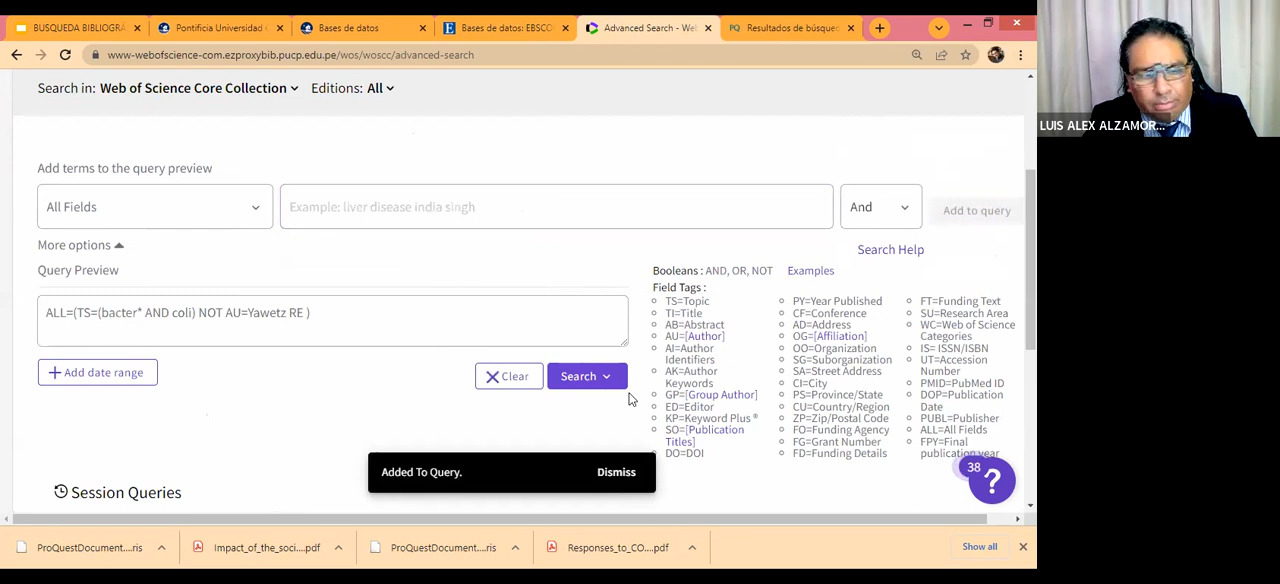 BUSQUEDA BIBLIOGRA
Pontificia Universidad C
Bases de datos
Bases de datos: EBSCO
Advanced Search - Web
Resultados de búsque
www-webofscience-com.ezproxybib.pucp.edu.pe/wos/woscc/advanced-search
LUIS ALEX ALZAMOR...
Search in: Web of Science Core Collection Editions: All
Add terms to the query preview
All Fields
Example: liver disease india singh
And
Add to query
More options
Search Help
Query Preview
Booleans : AND, OR, NOT Examples
Field Tags :
ALL=(TS=(bacter* AND coli) NOT AU=Yawetz RE )
Add date range
Clear
Search
TS=Topic
TI=Title
AB=Abstract
AU=[Author]
AI=Author
Identifiers
AK=Author
Keywords
GP=[Group Author]
ED=Editor
KP=Keyword Plus ®
SO=[Publication
Titles]
DO=DOI
PY=Year Published
CF=Conference
AD=Address
OG=[Affiliation]
OO=Organization
SG=Suborganization
SA=Street Address
CI=City
PS=Province/State
CU=Country/Region
ZP=Zip/Postal Code
FO=Funding Agency
FG=Grant Number
FD=Funding Details
FT=Funding Text
SU=Research Area
WC=Web of Science
Categories
IS= ISSN/ISBN
UT=Accession
Number
PMID=PubMed ID
DOP=Publication
Date
PUBL=Publisher
ALL=All Fields
FPY=Final
publication year
38
?
Added To Query.
Dismiss
Session Queries
ProQuestDocument....ris
Impact_of_the_soci....pdf
ProQuestDocument....ris
Responses_to_CO....pdf
Show all